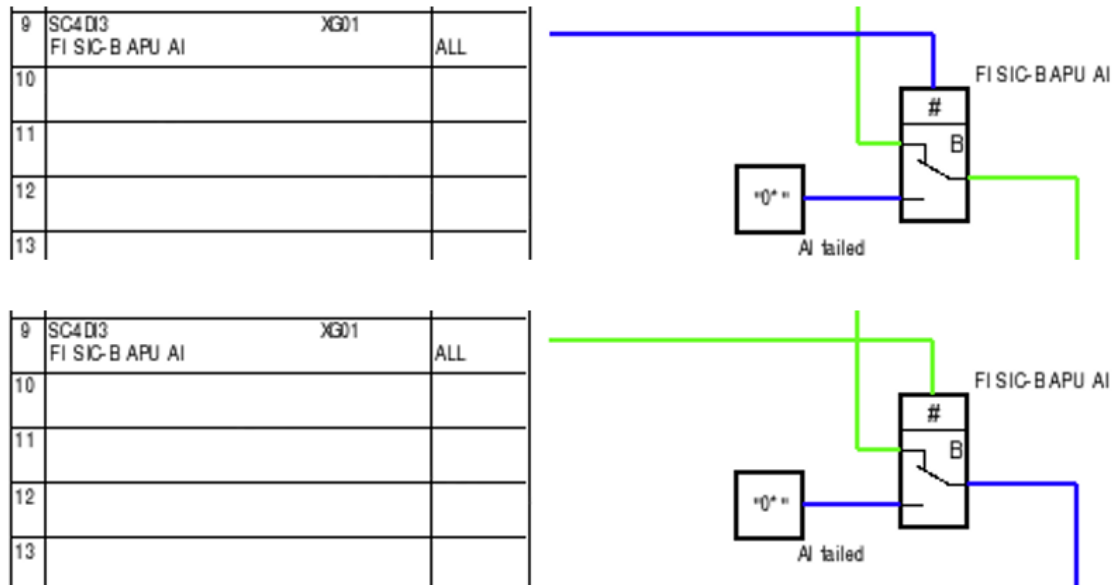 9 SC4DI3 XG01
FI SIC-B APU AI ALL
10
11
12
13
FI SIC-B APU AI
#
B
"0*"
AI failed
9 SC4DI3 XG01
FI SIC-B APU AI ALL
10
11
12
13
FI SIC-B APU AI
#
B
"0*"
AI failed